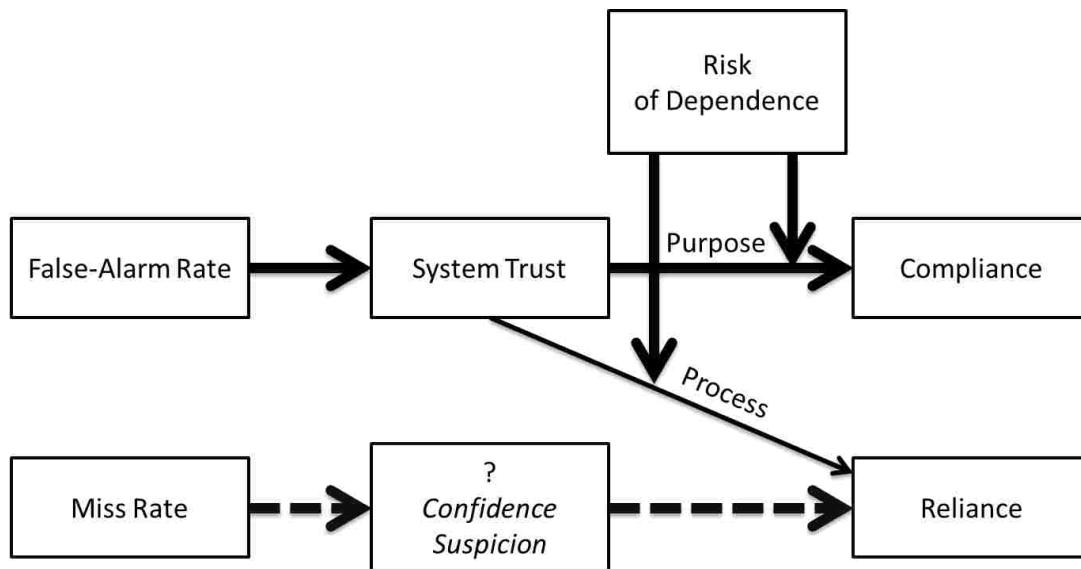 Risk
of Dependence
False-Alarm Rate
System Trust
Purpose
Compliance
Process
Miss Rate
?
Confidence
Suspicion
Reliance